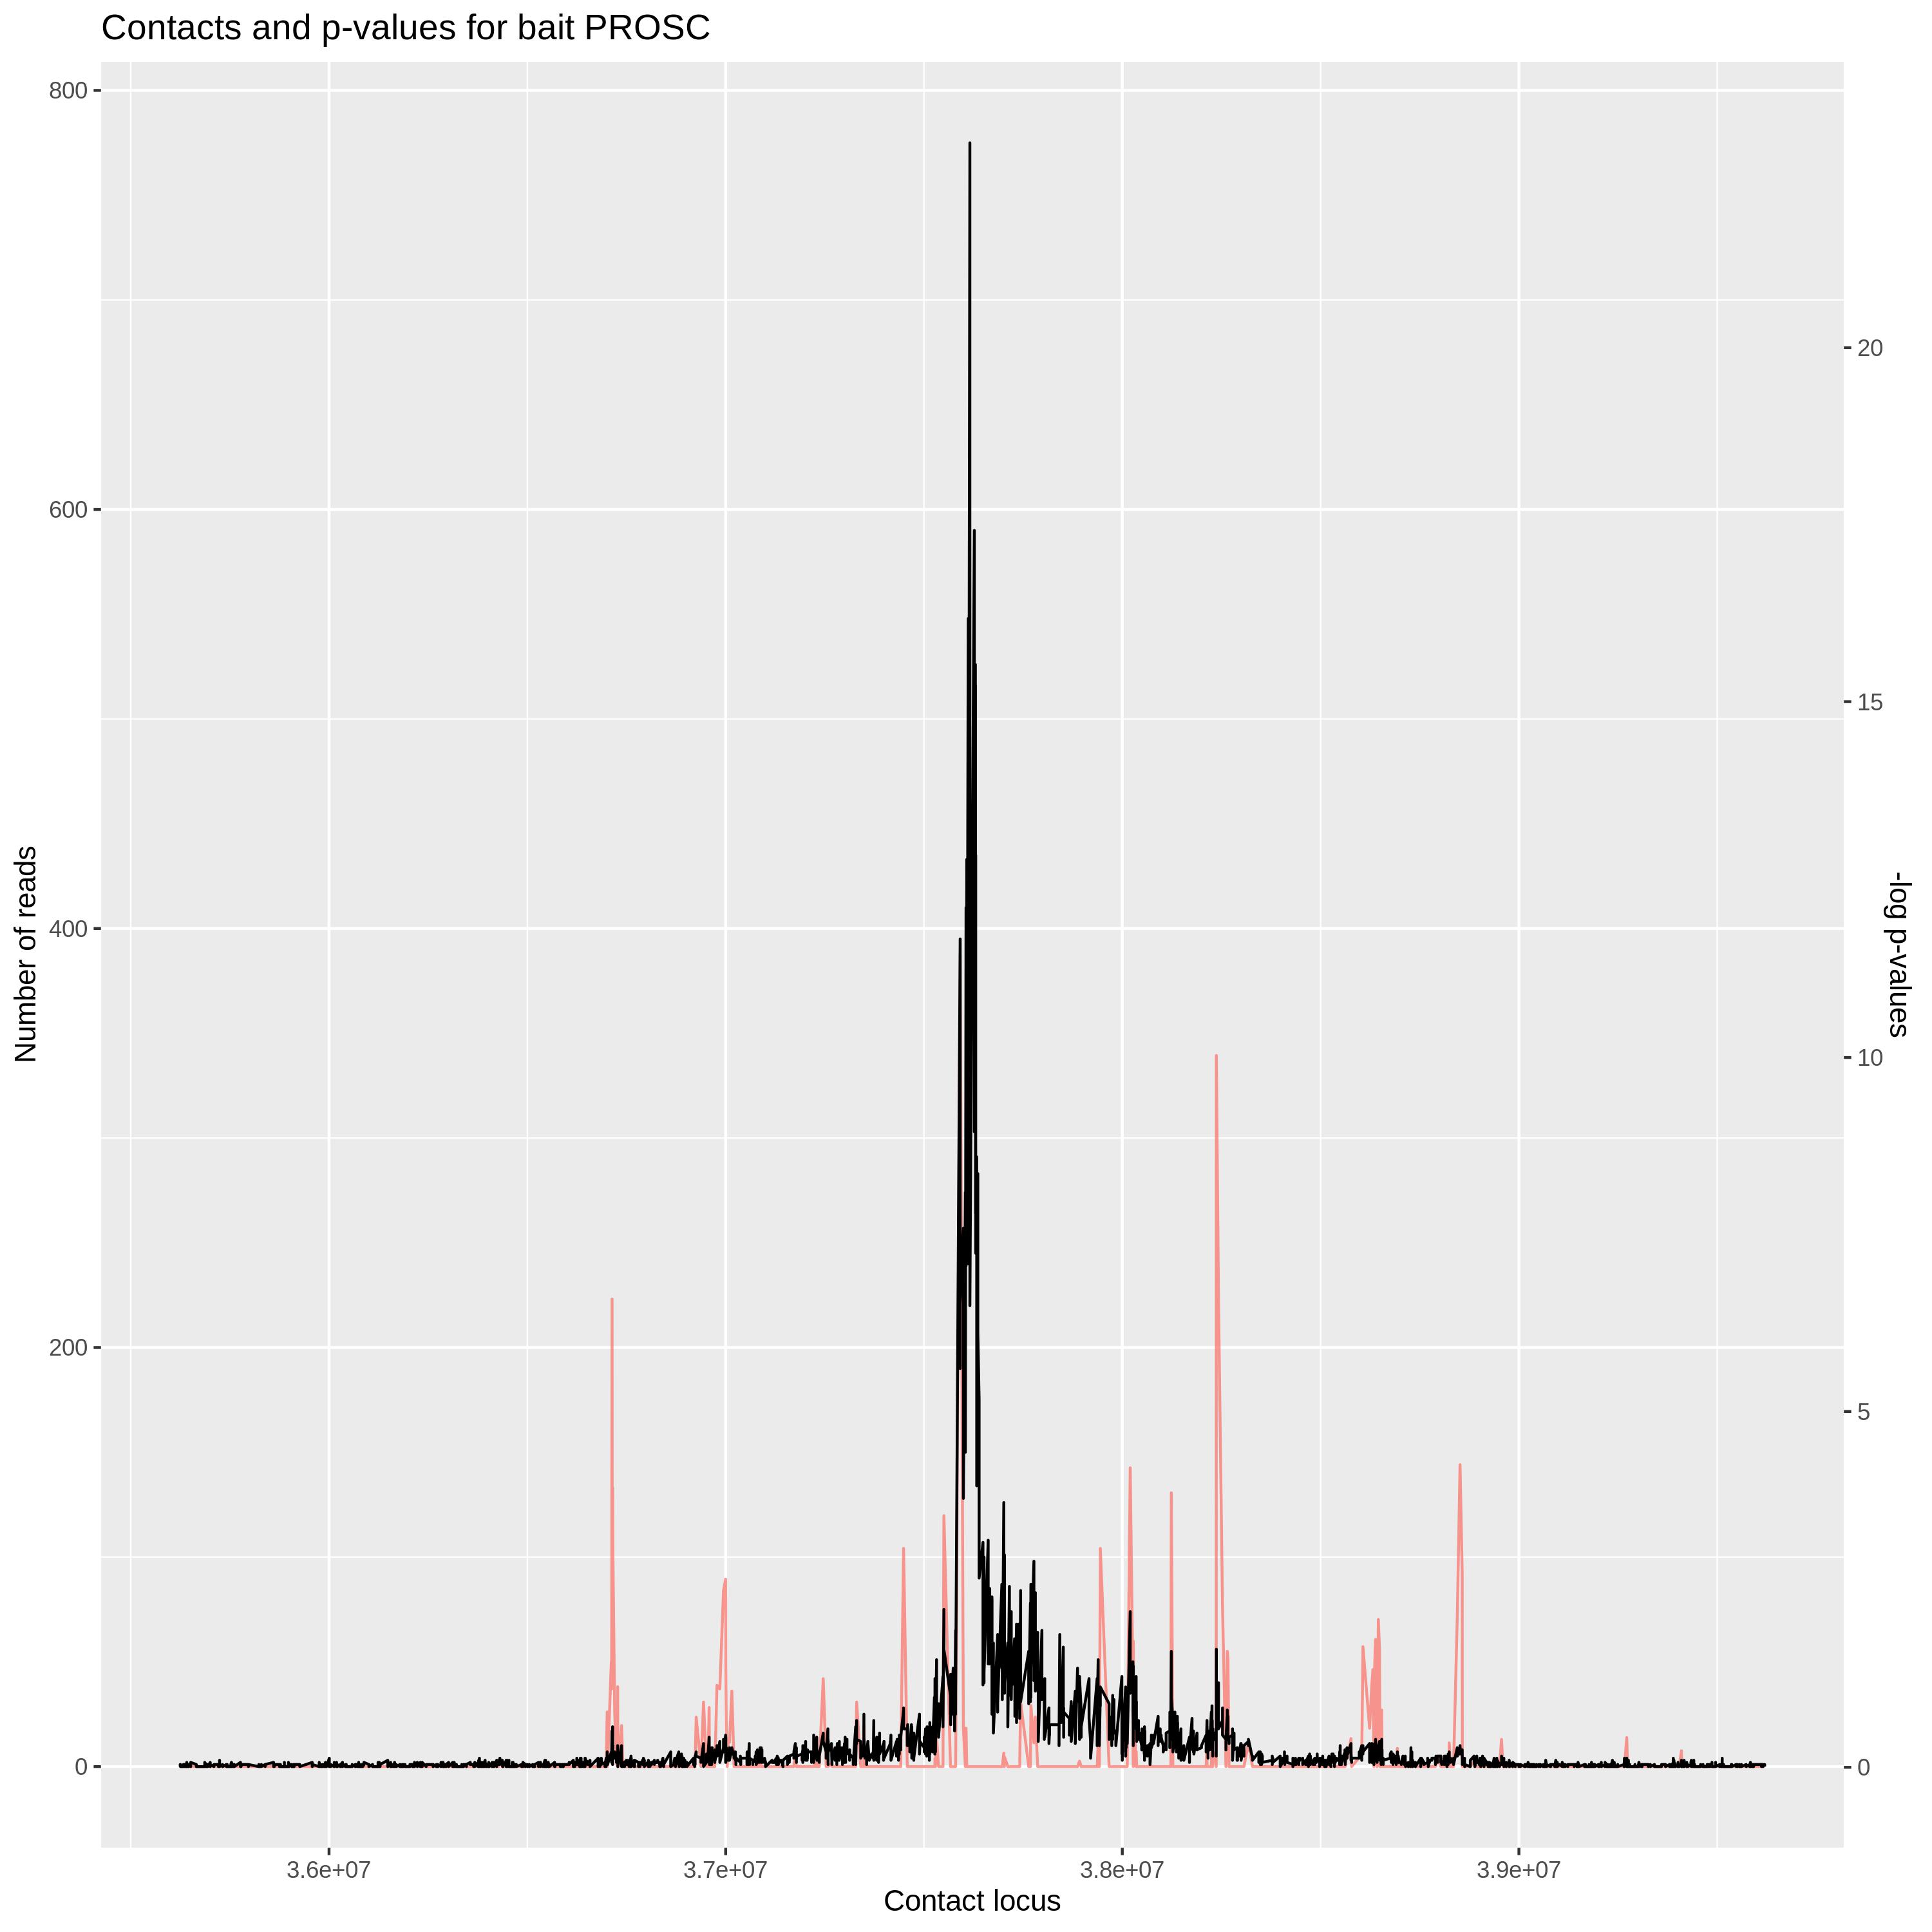 Contacts and p-values for bait PROSC
800
600
400
200
0
Number of reads
20
15
10
5
0
-log p-values
3.6e+07
3.7e+07
3.8e+07
3.9e+07
Contact locus